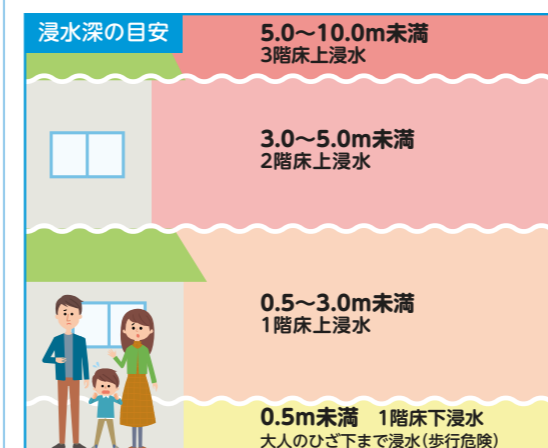 浸水深の目安
5.0～10.0m未満
3階床上浸水
3.0～5.0m未満
2階床上浸水
0.5～3.0m未満
1階床上浸水
0.5m未満 1階床下浸水
大人のひざ下まで浸水(歩行危険)